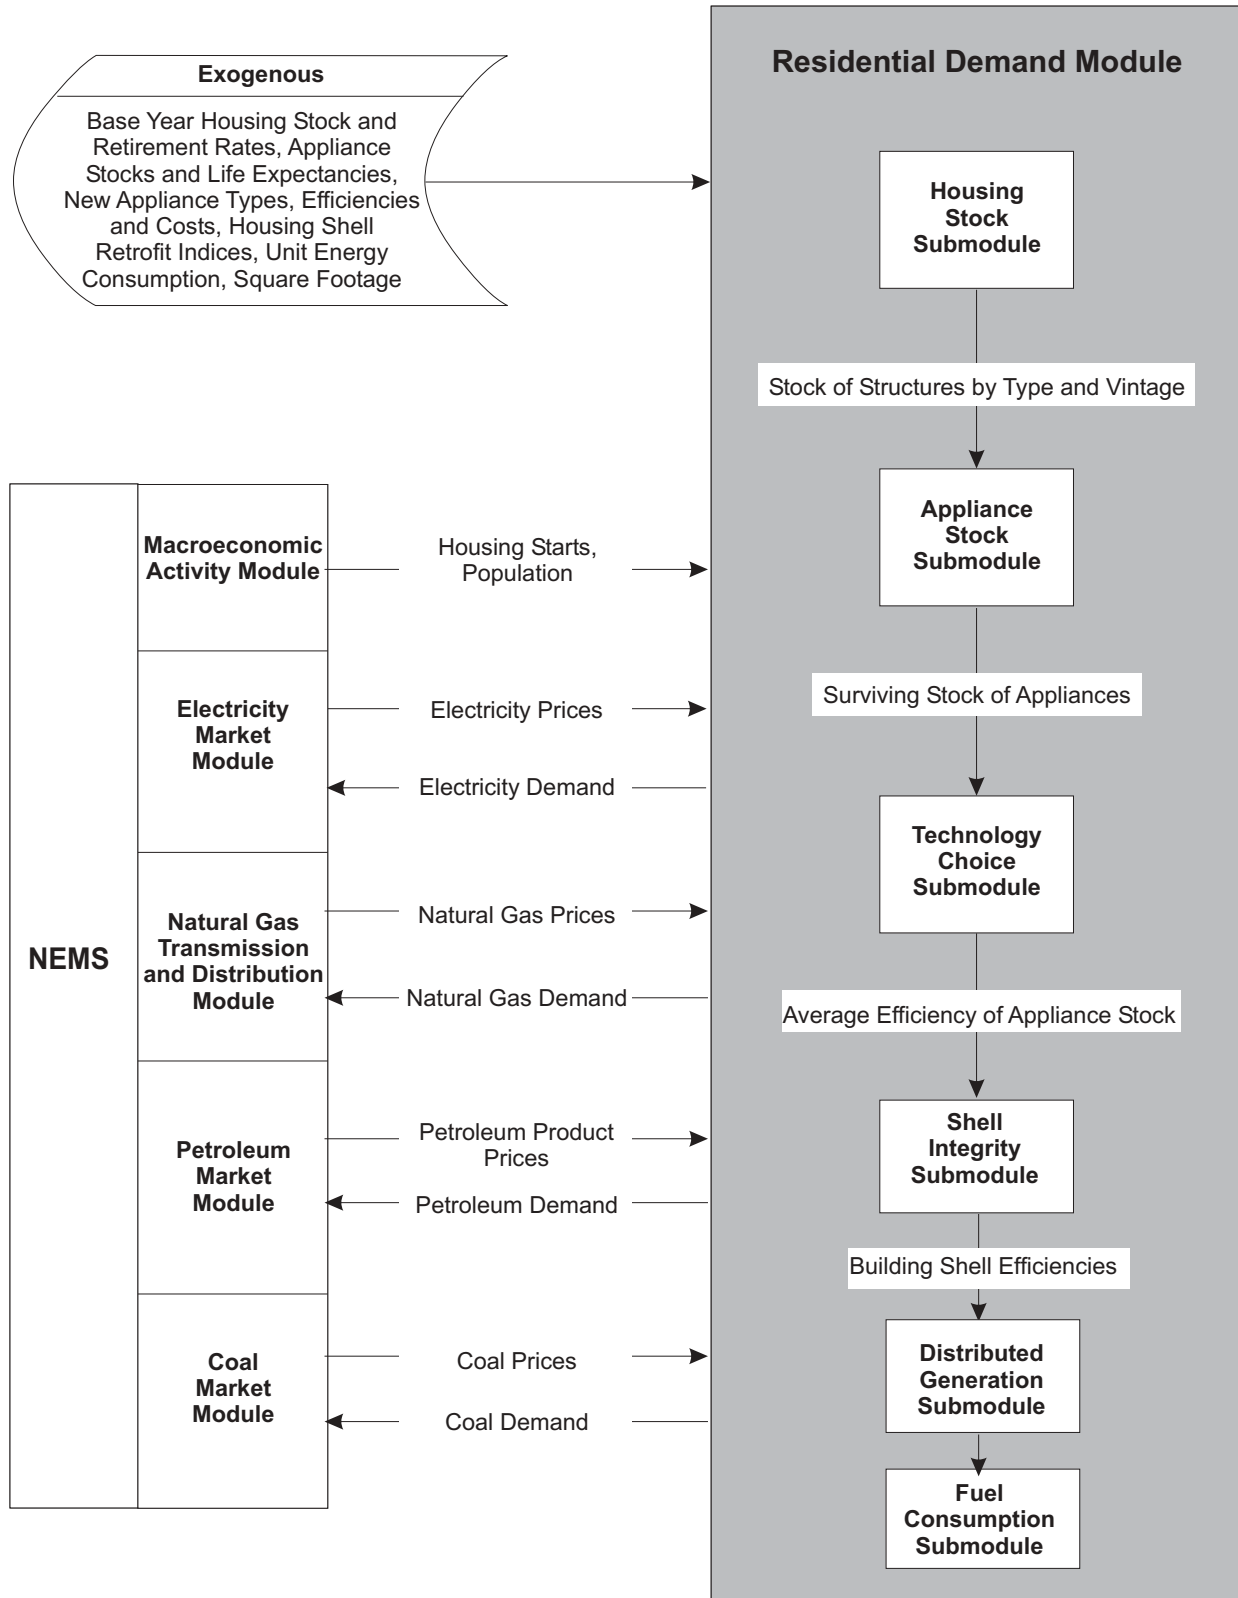 Exogenous
Base Year Housing Stock and
Retirement Rates, Appliance
Stocks and Life Expectancies,
New Appliance Types, Efficiencies
and Costs, Housing Shell
Retrofit Indices, Unit Energy
Consumption, Square Footage
NEMS
Macroeconomic
Activity Module
Housing Starts,
Population
Electricity
Market
Module
Electricity Prices
Electricity Demand
Natural Gas
Transmission
and Distribution
Module
Natural Gas Prices
Natural Gas Demand
Petroleum
Market
Module
Petroleum Product
Prices
Petroleum Demand
Coal
Market
Module
Coal Prices
Coal Demand
Residential Demand Module
Housing
Stock
Submodule
Stock of Structures by Type and Vintage
Appliance
Stock
Submodule
Surviving Stock of Appliances
Technology
Choice
Submodule
Average Efficiency of Appliance Stock
Shell
Integrity
Submodule
Building Shell Efficiencies
Distributed
Generation
Submodule
Fuel
Consumption
Submodule